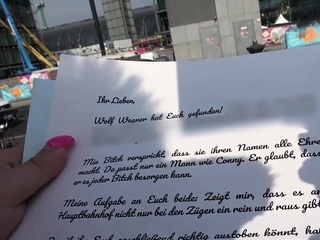 Ihr Lieben,
Wolf Wagner hat Euch gefunden!
Mia Bitch verspricht, dass sie ihren Namen alle Ehre
macht. Da passt nur ein Mann wie Conny. Er glaubt, dass
er es jeder Bitch besorgen kann.
Meine Aufgabe an Euch beide: Zeigt mir, dass es am
Hauptbahnhof nicht nur bei den Zügen ein rein und raus gibt
anschließend richtig austoben könnt,